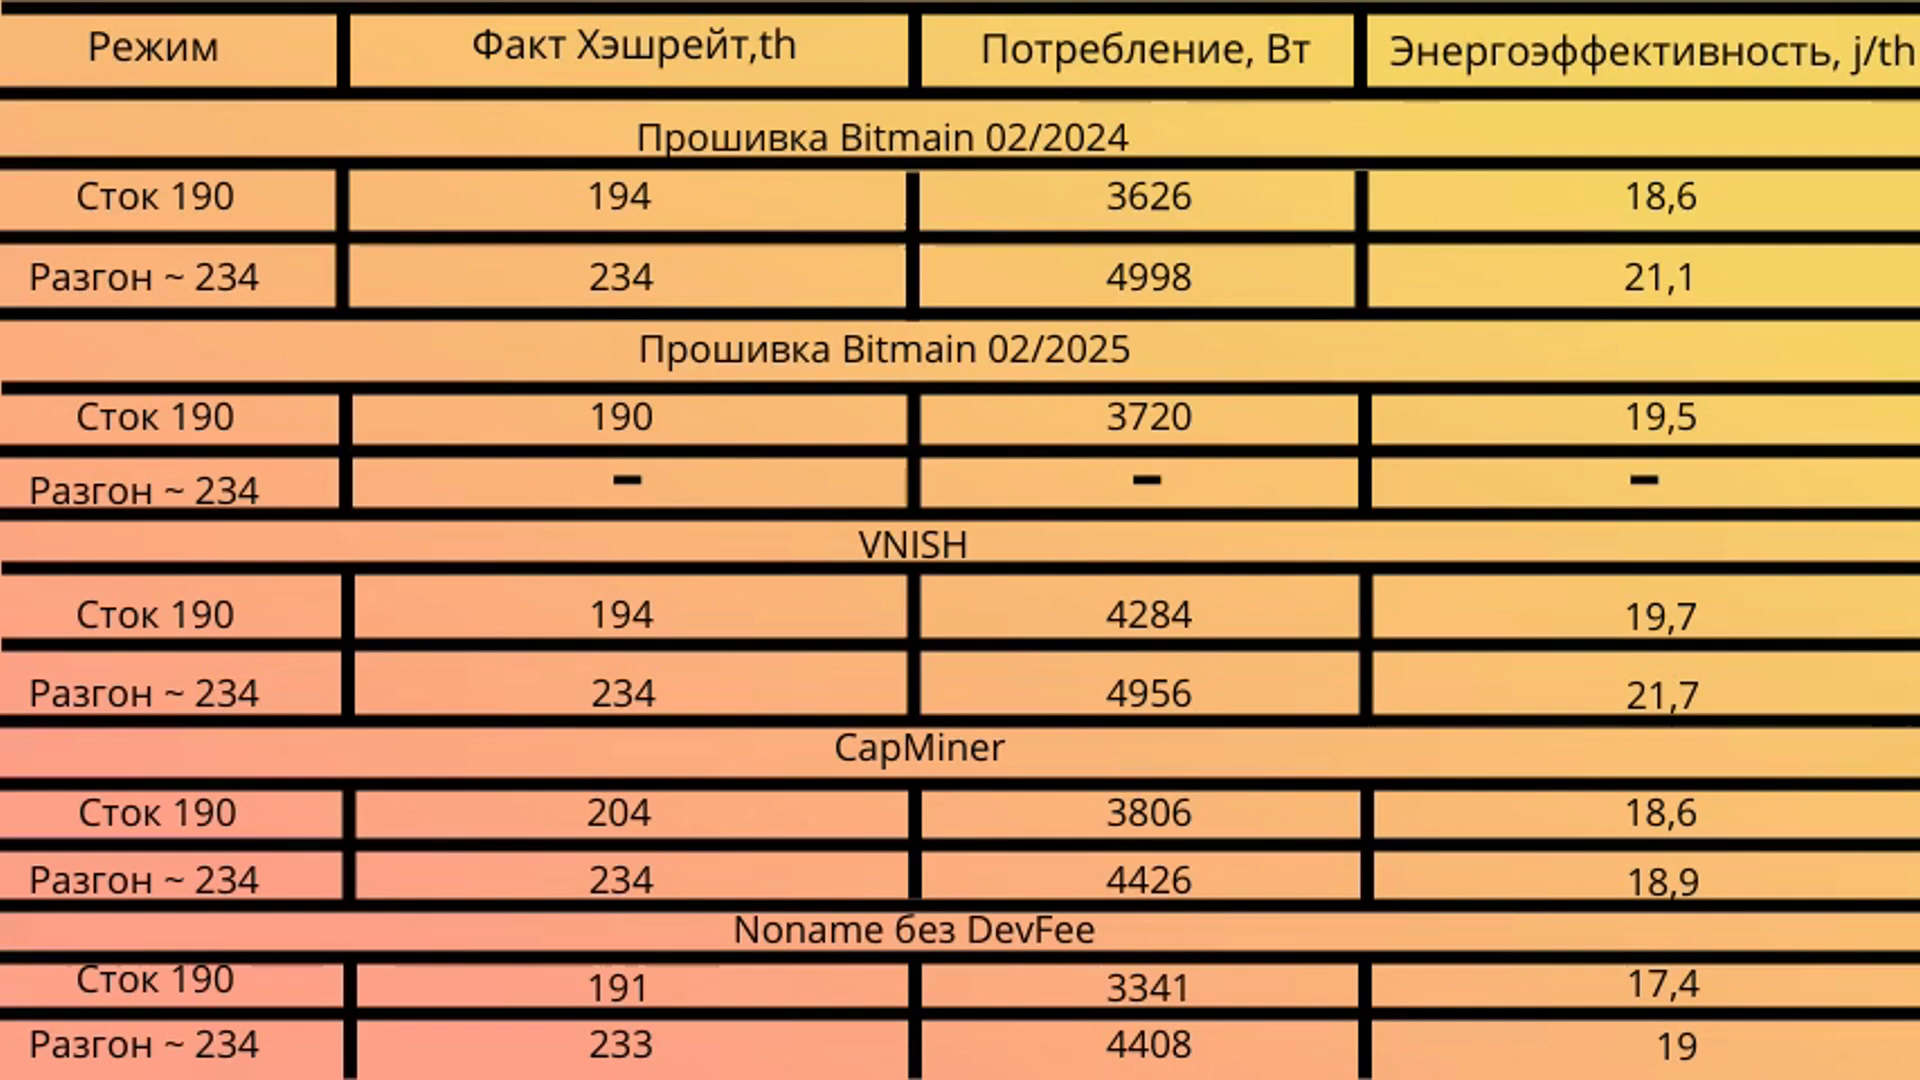 Режим Факт Хэшрейт,th Потребление, Вт Энергоэффективность, j/th
Прошивка Bitmain 02/2024
Сток 190 194 3626 18,6
Разгон ~ 234 234 4998 21,1
Прошивка Bitmain 02/2025
Сток 190 190 3720 19,5
Разгон ~ 234 - - -
VNISH
Сток 190 194 4284 19,7
Разгон ~ 234 234 4956 21,7
CapMiner
Сток 190 204 3806 18,6
Разгон ~ 234 234 4426 18,9
Noname без DevFee
Сток 190 191 3341 17,4
Разгон ~ 234 233 4408 19